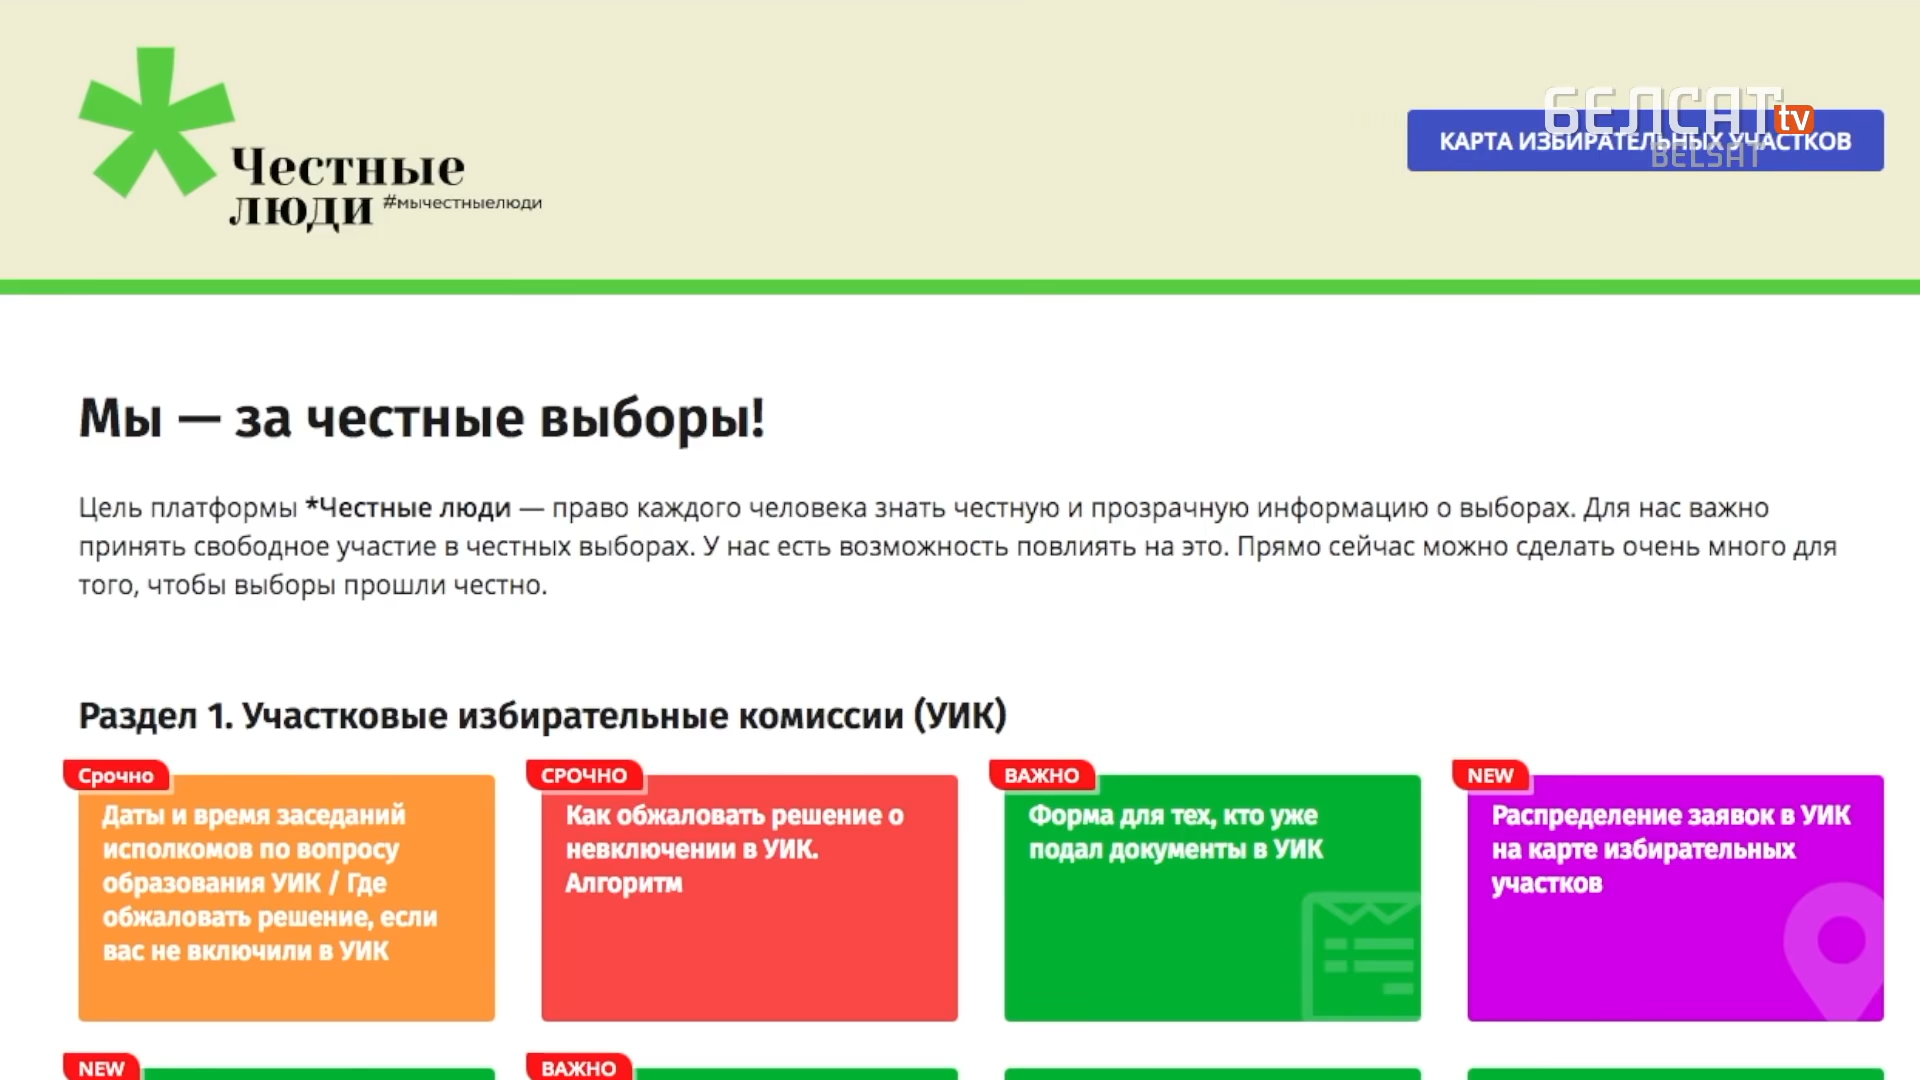 Честные
люди #мычестныелюди
БЕЛСАТ tv
BELSAT
КАРТА ИЗБИРАТЕЛЬНЫХ УЧАСТКОВ
Мы — за честные выборы!
Цель платформы *Честные люди — право каждого человека знать честную и прозрачную информацию о выборах. Для нас важно
принять свободное участие в честных выборах. У нас есть возможность повлиять на это. Прямо сейчас можно сделать очень много для
того, чтобы выборы прошли честно.
Раздел 1. Участковые избирательные комиссии (УИК)
Срочно
Даты и время заседаний
исполкомов по вопросу
образования УИК / Где
обжаловать решение, если
вас не включили в УИК
СРОЧНО
Как обжаловать решение о
невключении в УИК.
Алгоритм
ВАЖНО
Форма для тех, кто уже
подал документы в УИК
NEW
Распределение заявок в УИК
на карте избирательных
участков
NEW
ВАЖНО